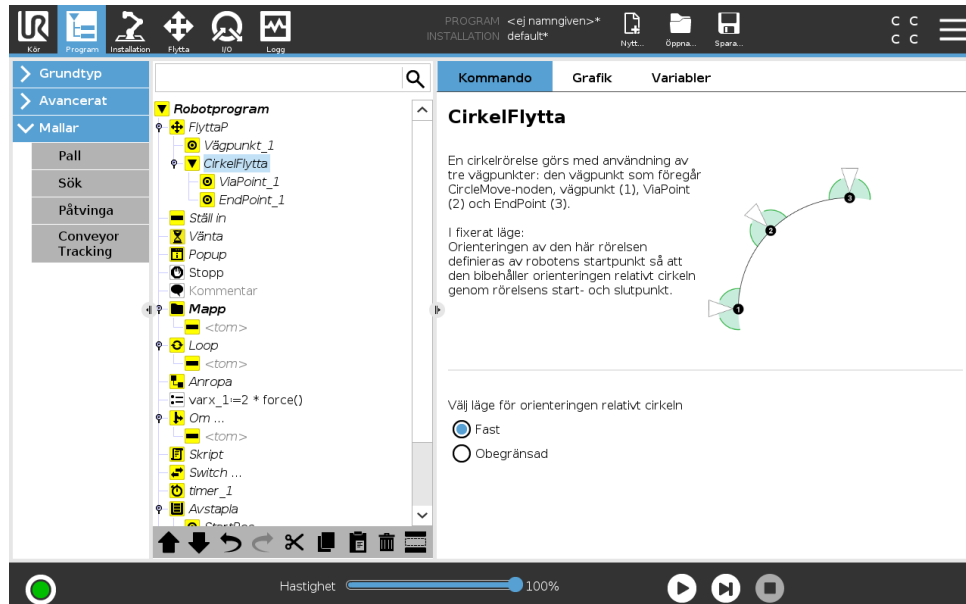 PROGRAM <ej namngiven>*
INSTALLATION default*
Kör
Program
Installation
Flytta
I/O
Logg
Nytt...
Öppna...
Spara...
C C
C C
Grundtyp
Avancerat
Mallar
Pall
Sök
Påtvinga
Conveyor
Tracking
Robotprogram
FlyttaP
Vägpunkt_1
CirkelFlytta
ViaPoint_1
EndPoint_1
Ställ in
Vänta
Popup
Stopp
Kommentar
Mapp
<tom>
Loop
<tom>
Anropa
varx_1:=2 * force()
Om ...
<tom>
Skript
Switch ...
timer_1
Avstapla
StartPos
Kommando
Grafik
Variabler
CirkelFlytta
En cirkelrörelse görs med användning av
tre vägpunkter: den vägpunkt som föregår
CircleMove-noden, vägpunkt (1), ViaPoint
(2) och EndPoint (3).
I fixerat läge:
Orienteringen av den här rörelsen
definieras av robotens startpunkt så att
den bibehåller orienteringen relativt cirkeln
genom rörelsens start- och slutpunkt.
1
2
3
Välj läge för orienteringen relativt cirkeln
Fast
Obegränsad
Hastighet
100%